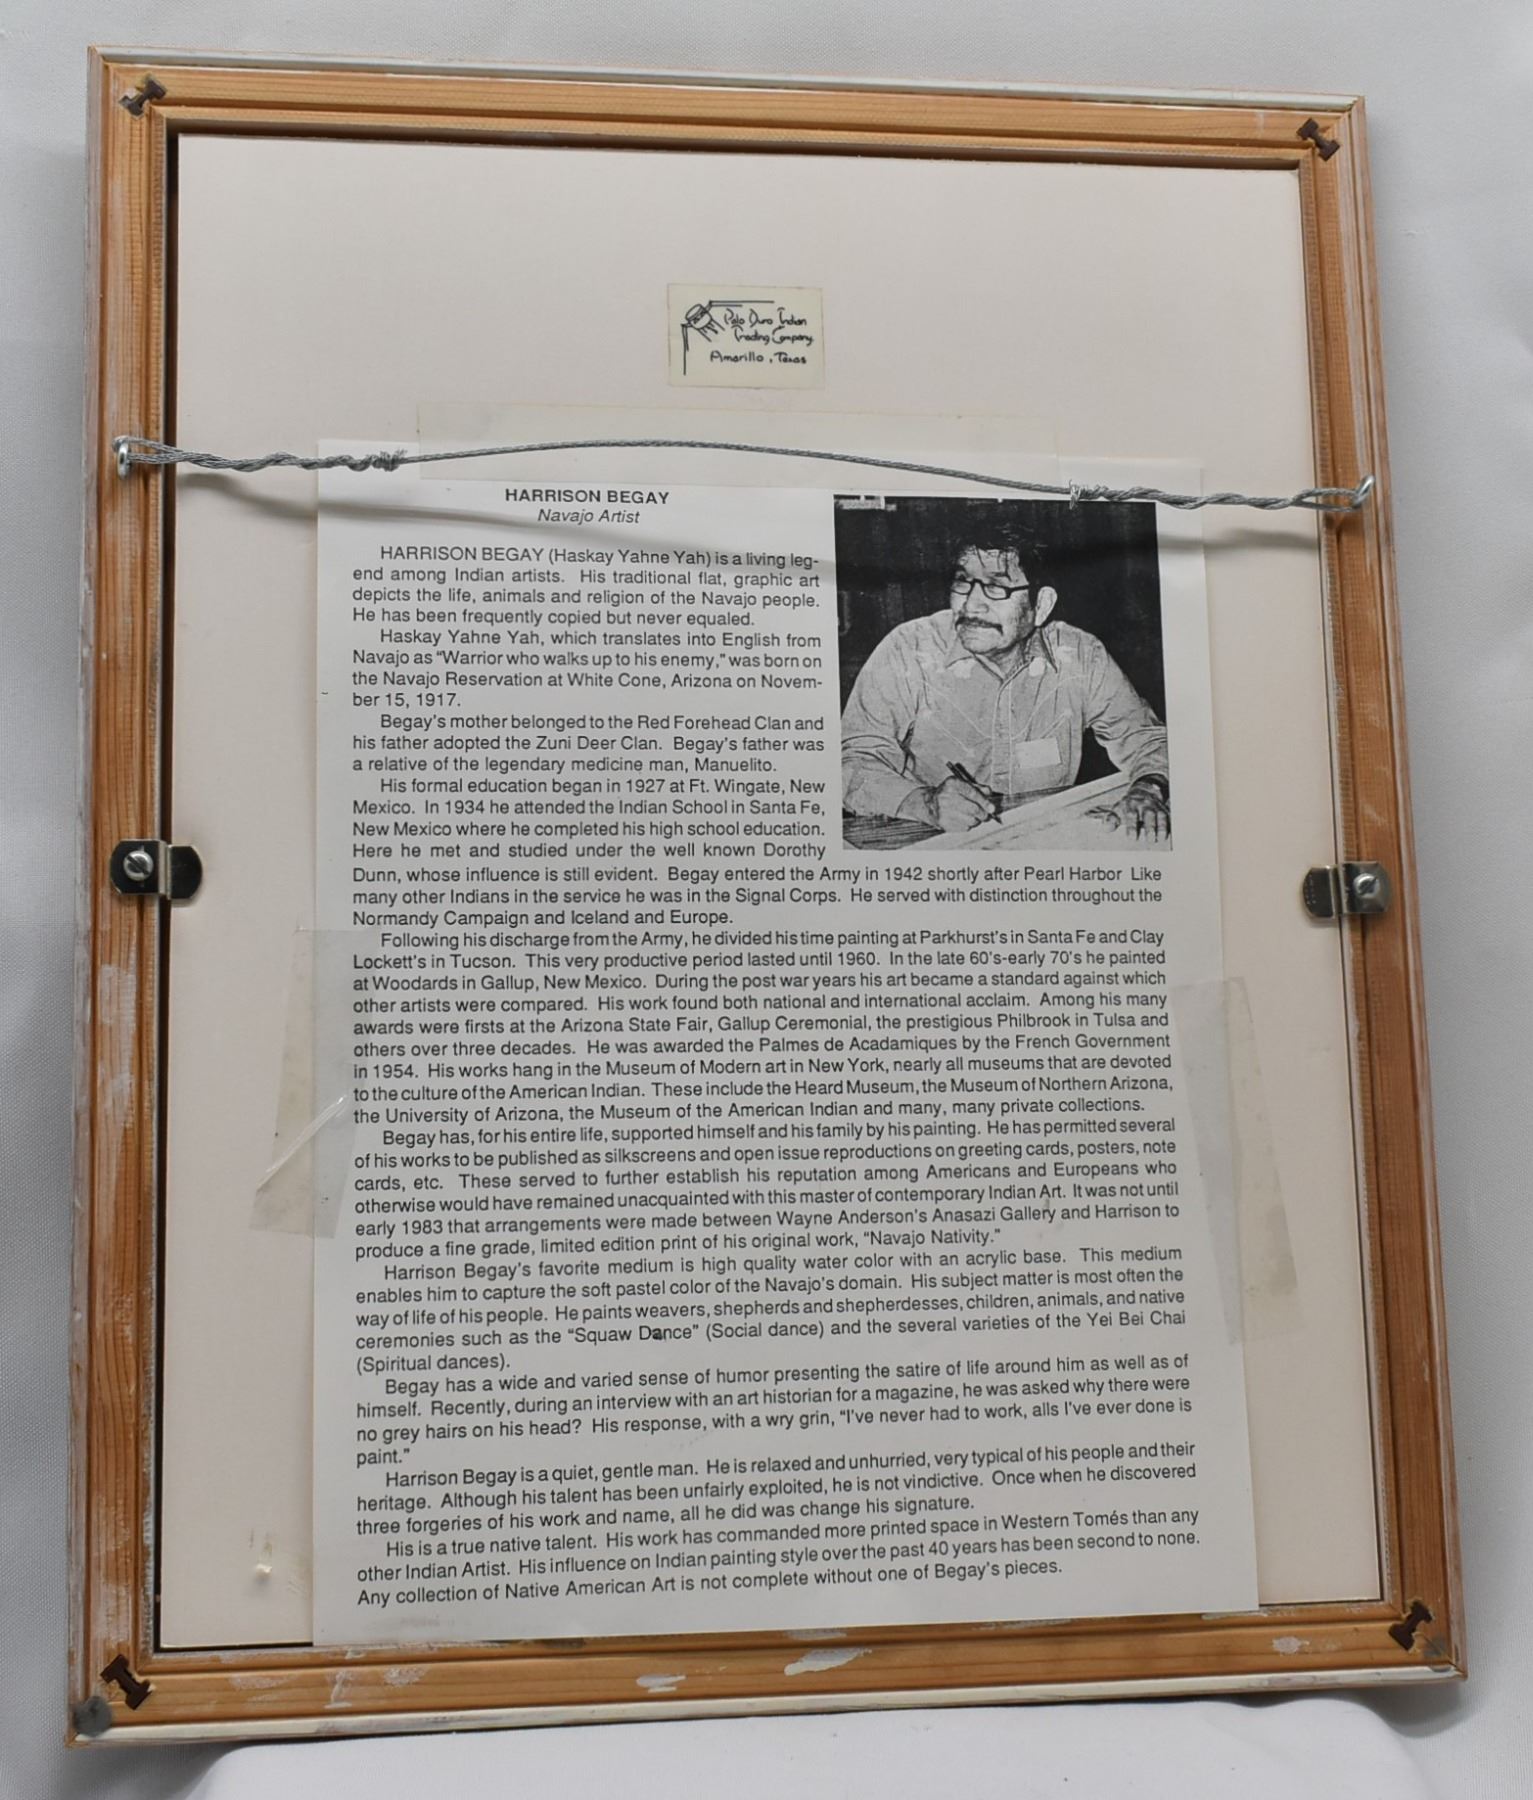 Palo Duro Indian
Trading Company
Amarillo, Texas
HARRISON BEGAY
Navajo Artist
HARRISON BEGAY (Haskay Yahne Yah) is a living leg-
end among Indian artists. His traditional flat, graphic art
depicts the life, animals and religion of the Navajo people.
He has been frequently copied but never equaled.
Haskay Yahne Yah, which translates into English from
Navajo as “Warrior who walks up to his enemy,” was born on
the Navajo Reservation at White Cone, Arizona on Novem-
ber 15, 1917.
Begay's mother belonged to the Red Forehead Clan and
his father adopted the Zuni Deer Clan. Begay's father was
a relative of the legendary medicine man, Manuelito.
His formal education began in 1927 at Ft. Wingate, New
Mexico. In 1934 he attended the Indian School in Santa Fe,
New Mexico where he completed his high school education.
Here he met and studied under the well known Dorothy
Dunn, whose influence is still evident. Begay entered the Army in 1942 shortly after Pearl Harbor Like
many other Indians in the service he was in the Signal Corps. He served with distinction throughout the
Normandy Campaign and Iceland and Europe.
Following his discharge from the Army, he divided his time painting at Parkhurst's in Santa Fe and Clay
Lockett's in Tucson. This very productive period lasted until 1960. In the late 60's-early 70's he painted
at Woodards in Gallup, New Mexico. During the post war years his art became a standard against which
other artists were compared. His work found both national and international acclaim. Among his many
awards were firsts at the Arizona State Fair, Gallup Ceremonial, the prestigious Philbrook in Tulsa and
others over three decades. He was awarded the Palmes de Acadamiques by the French Government
in 1954. His works hang in the Museum of Modern art in New York, nearly all museums that are devoted
to the culture of the American Indian. These include the Heard Museum, the Museum of Northern Arizona,
the University of Arizona, the Museum of the American Indian and many, many private collections.
Begay has, for his entire life, supported himself and his family by his painting. He has permitted several
of his works to be published as silkscreens and open issue reproductions on greeting cards, posters, note
cards, etc. These served to further establish his reputation among Americans and Europeans who
otherwise would have remained unacquainted with this master of contemporary Indian Art. It was not until
early 1983 that arrangements were made between Wayne Anderson's Anasazi Gallery and Harrison to
produce a fine grade, limited edition print of his original work, “Navajo Nativity.”
Harrison Begay's favorite medium is high quality water color with an acrylic base. This medium
enables him to capture the soft pastel color of the Navajo's domain. His subject matter is most often the
way of life of his people. He paints weavers, shepherds and shepherdesses, children, animals, and native
ceremonies such as the “Squaw Dance” (Social dance) and the several varieties of the Yei Bei Chai
(Spiritual dances).
Begay has a wide and varied sense of humor presenting the satire of life around him as well as of
himself. Recently, during an interview with an art historian for a magazine, he was asked why there were
no grey hairs on his head? His response, with a wry grin, “I've never had to work, alls I've ever done is
paint.”
Harrison Begay is a quiet, gentle man. He is relaxed and unhurried, very typical of his people and their
heritage. Although his talent has been unfairly exploited, he is not vindictive. Once when he discovered
three forgeries of his work and name, all he did was change his signature.
His is a true native talent. His work has commanded more printed space in Western Tomés than any
other Indian Artist. His influence on Indian painting style over the past 40 years has been second to none.
Any collection of Native American Art is not complete without one of Begay's pieces.